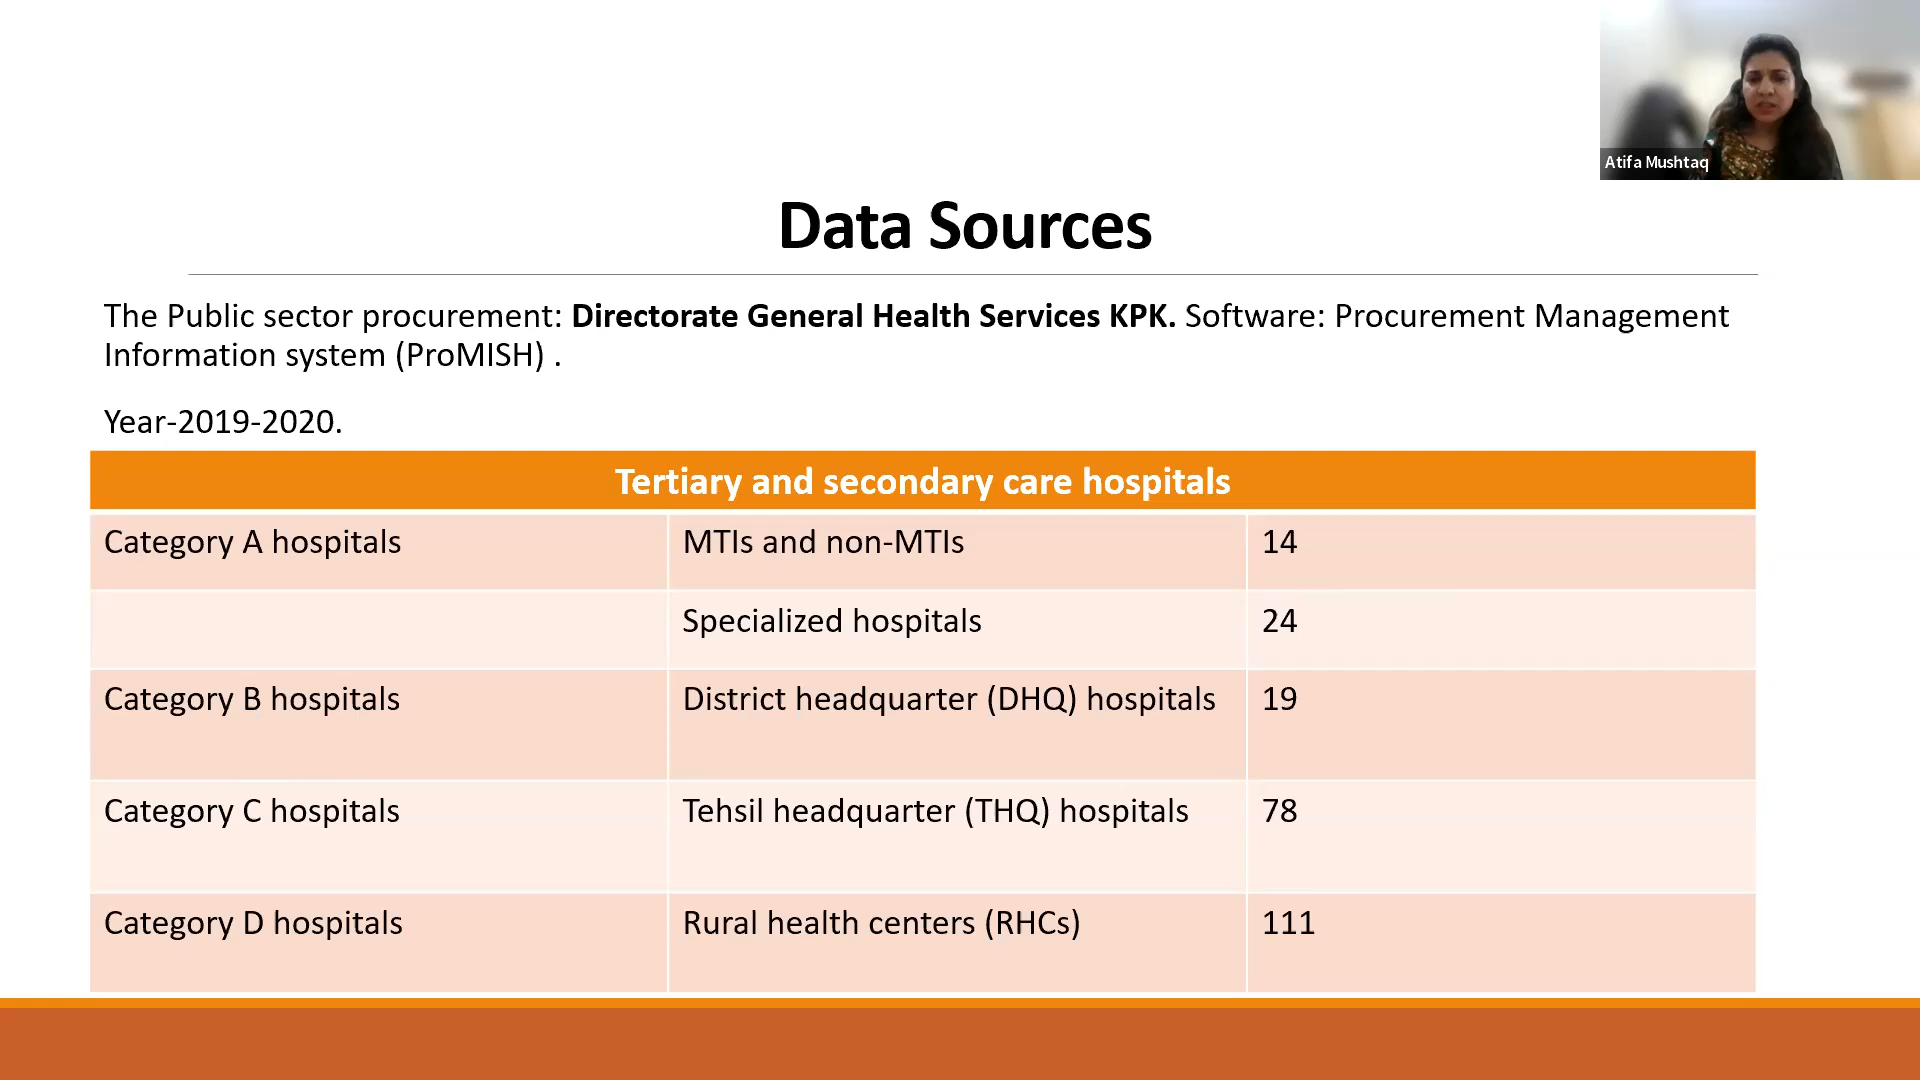 Atifa Mushtaq
Data Sources
The Public sector procurement: Directorate General Health Services KPK. Software: Procurement Management
Information system (ProMISH) .
Year-2019-2020.
Tertiary and secondary care hospitals
Category A hospitals MTIs and non-MTIs 14
Specialized hospitals 24
Category B hospitals District headquarter (DHQ) hospitals 19
Category C hospitals Tehsil headquarter (THQ) hospitals 78
Category D hospitals Rural health centers (RHCs) 111